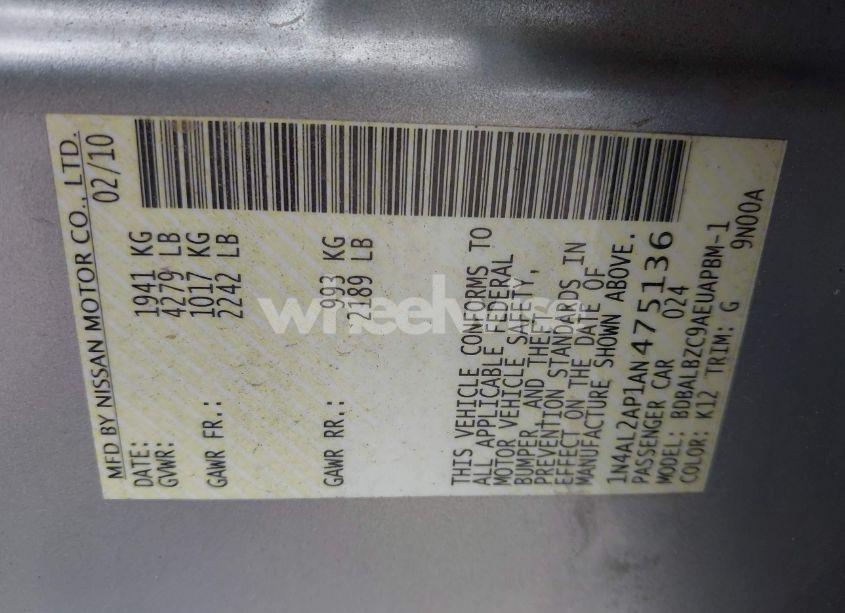 MFD BY NISSAN MOTOR CO., LTD.
DATE: 02/10
GVWR: 1941 KG
4279 LB
GAWR FR.: 1017 KG
2242 LB
GAWR RR.: 993 KG
2189 LB
THIS VEHICLE CONFORMS TO
ALL APPLICABLE FEDERAL
MOTOR VEHICLE SAFETY,
BUMPER, AND THEFT
PREVENTION STANDARDS IN
EFFECT ON THE DATE OF
MANUFACTURE SHOWN ABOVE.
1N4AL2AP1AN475136
PASSENGER CAR 024
MODEL: BDBALBZC9AEUAPBM-1
COLOR: K12 TRIM: G 9N00A